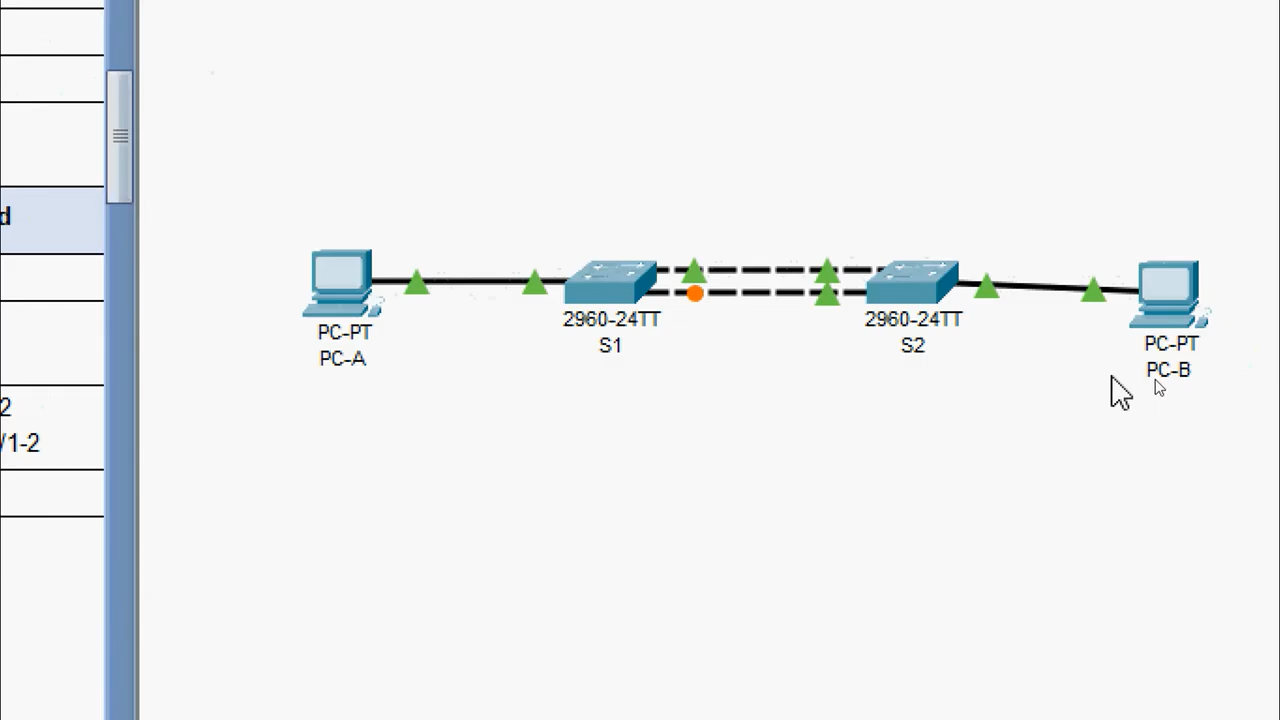 d
2
/1-2
PC-PT
PC-A
2960-24TT
S1
2960-24TT
S2
PC-PT
PC-B